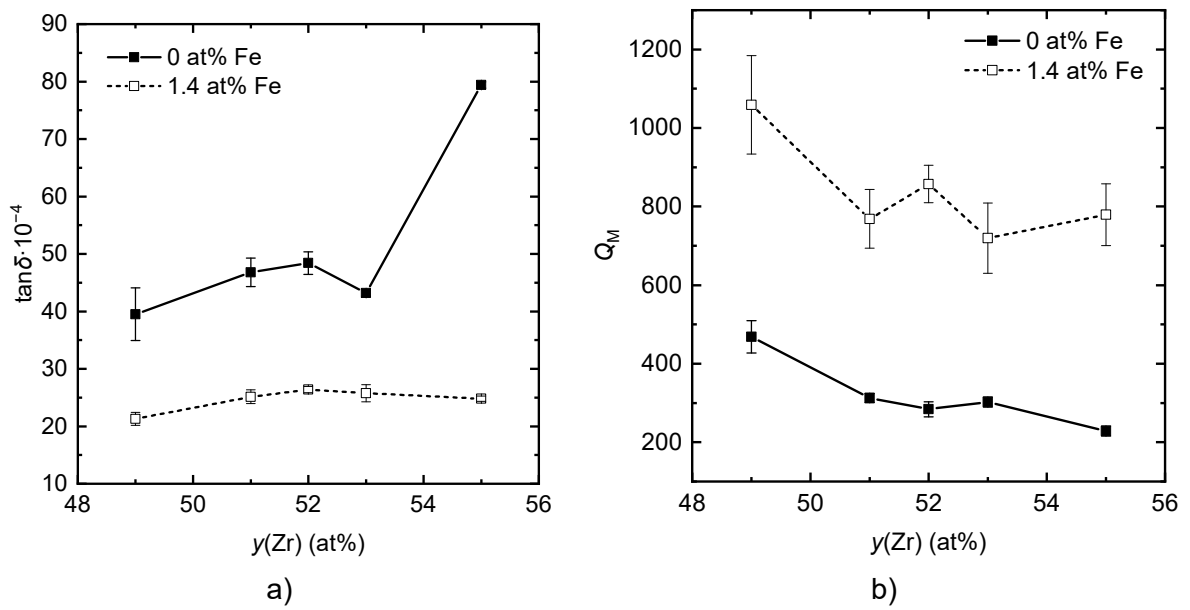 90
80
70
60
50
40
30
20
10
tanδ·10⁻⁴
0 at% Fe
1.4 at% Fe
48 50 52 54 56
y(Zr) (at%)
a)
1200
1000
800
600
400
200
Q_M
0 at% Fe
1.4 at% Fe
48 50 52 54 56
y(Zr) (at%)
b)